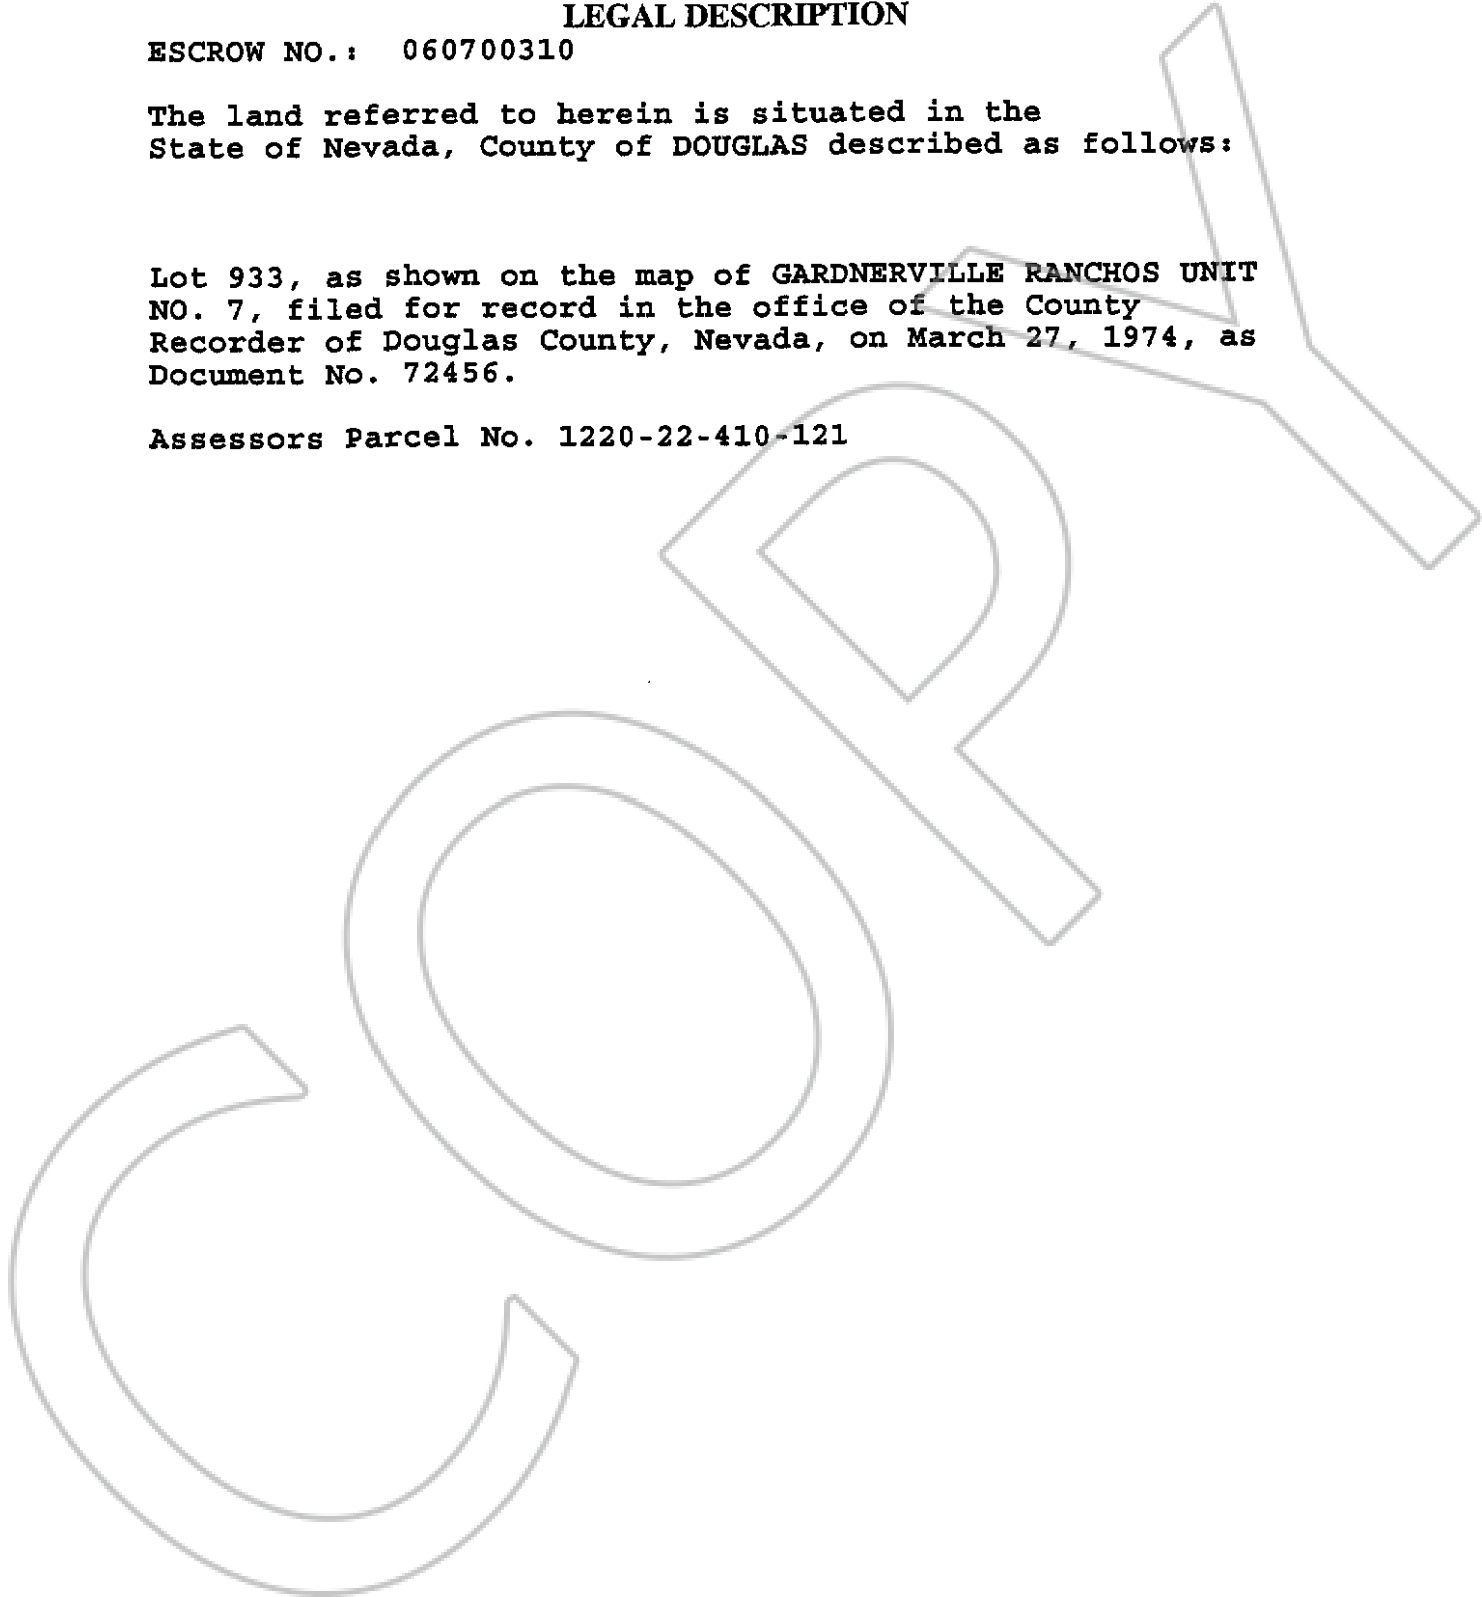 LEGAL DESCRIPTION
ESCROW NO.: 060700310
The land referred to herein is situated in the
State of Nevada, County of DOUGLAS described as follows:
Lot 933, as shown on the map of GARDNERVILLE RANCHOS UNIT
NO. 7, filed for record in the office of the County
Recorder of Douglas County, Nevada, on March 27, 1974, as
Document No. 72456.
Assessors Parcel No. 1220-22-410-121
COPY